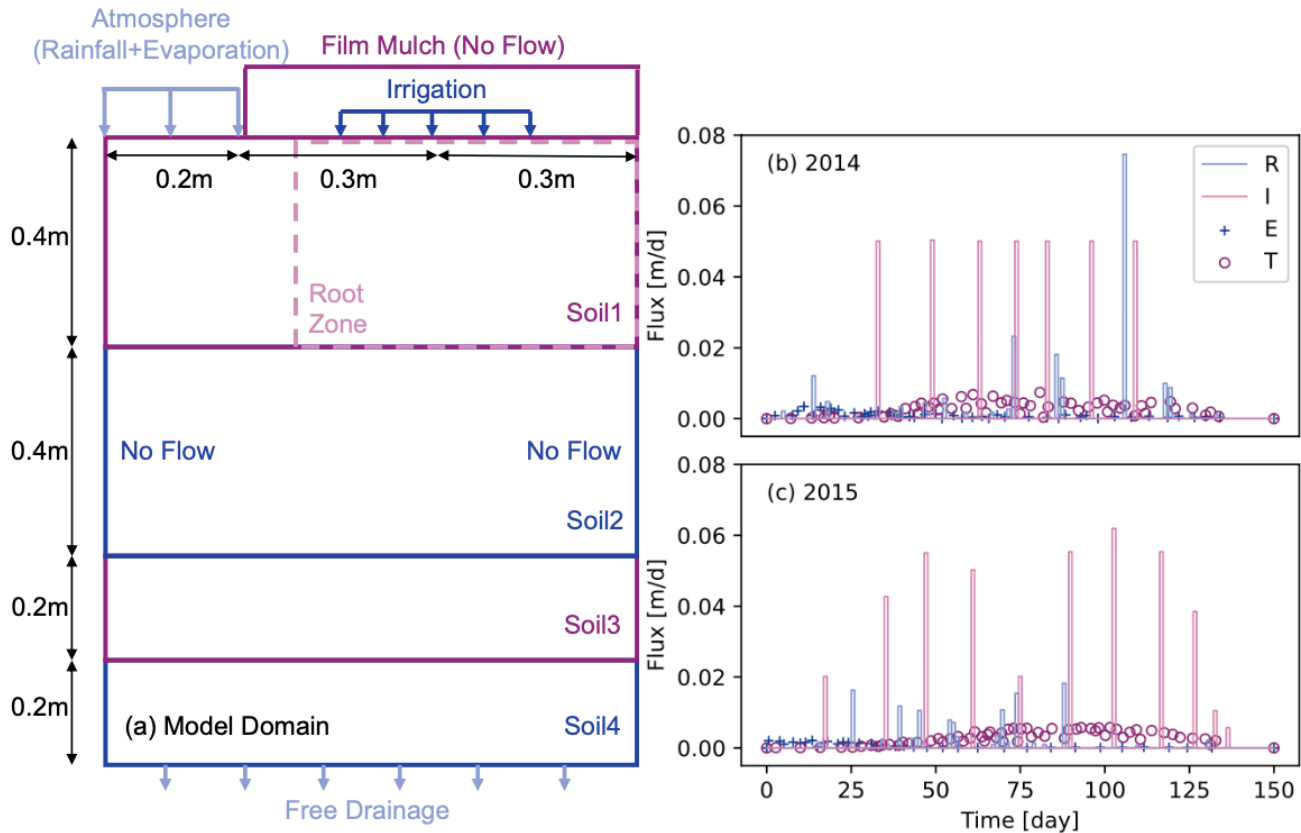 Atmosphere
(Rainfall+Evaporation)
Film Mulch (No Flow)
Irrigation
0.2m
0.3m
0.3m
0.4m
Root
Zone
Soil1
0.4m
No Flow
No Flow
Soil2
0.2m
Soil3
0.2m
(a) Model Domain
Soil4
Free Drainage
(b) 2014
R
I
E
T
Flux [m/d]
0.08
0.06
0.04
0.02
0.00
(c) 2015
Flux [m/d]
0.08
0.06
0.04
0.02
0.00
0 25 50 75 100 125 150
Time [day]